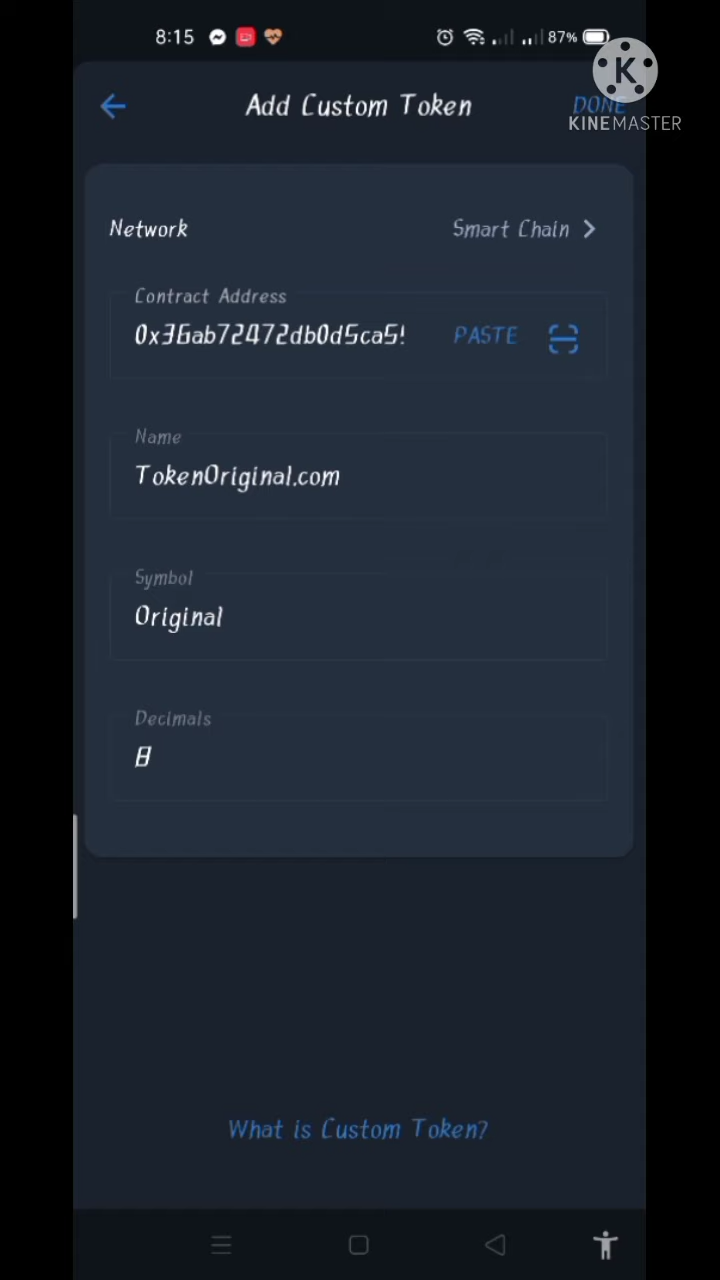 8:15 87%
K
KINEMASTER
Add Custom Token DONE
Network Smart Chain
Contract Address
0x36ab72472db0d5ca5! PASTE
Name
TokenOriginal.com
Symbol
Original
Decimals
8
What is Custom Token?